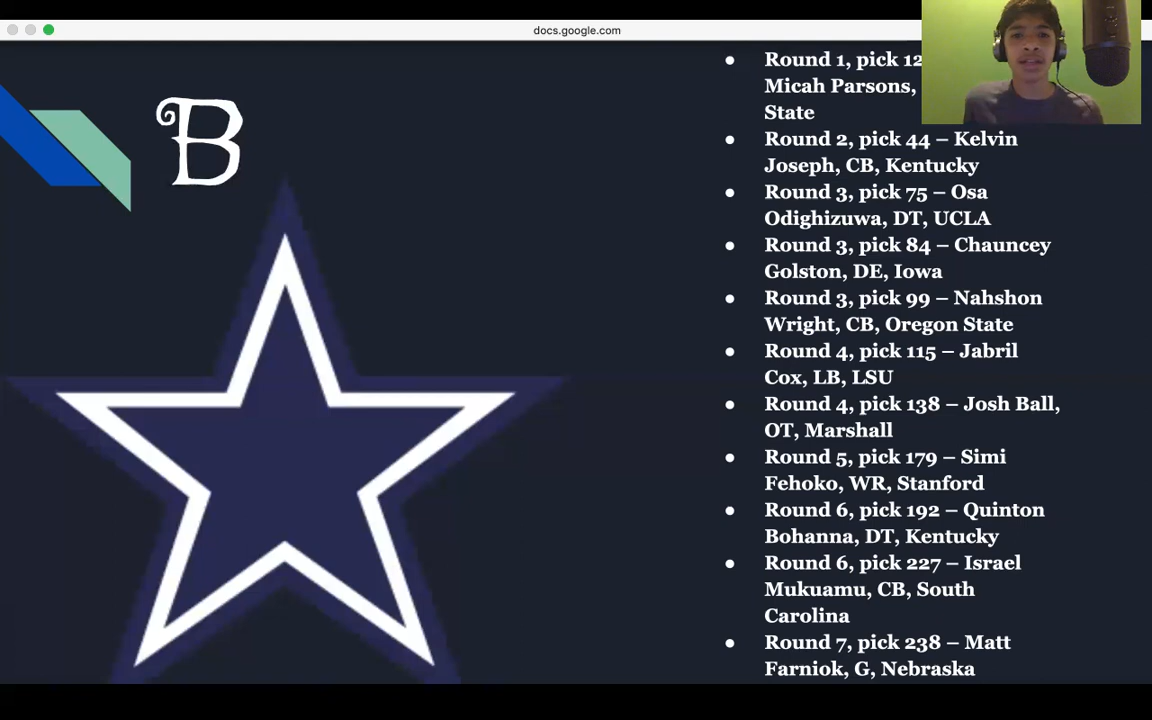 docs.google.com
B
Round 1, pick 12
Micah Parsons,
State
Round 2, pick 44 – Kelvin
Joseph, CB, Kentucky
Round 3, pick 75 – Osa
Odighizuwa, DT, UCLA
Round 3, pick 84 – Chauncey
Golston, DE, Iowa
Round 3, pick 99 – Nahshon
Wright, CB, Oregon State
Round 4, pick 115 – Jabril
Cox, LB, LSU
Round 4, pick 138 – Josh Ball,
OT, Marshall
Round 5, pick 179 – Simi
Fehoko, WR, Stanford
Round 6, pick 192 – Quinton
Bohanna, DT, Kentucky
Round 6, pick 227 – Israel
Mukuamu, CB, South
Carolina
Round 7, pick 238 – Matt
Farniok, G, Nebraska